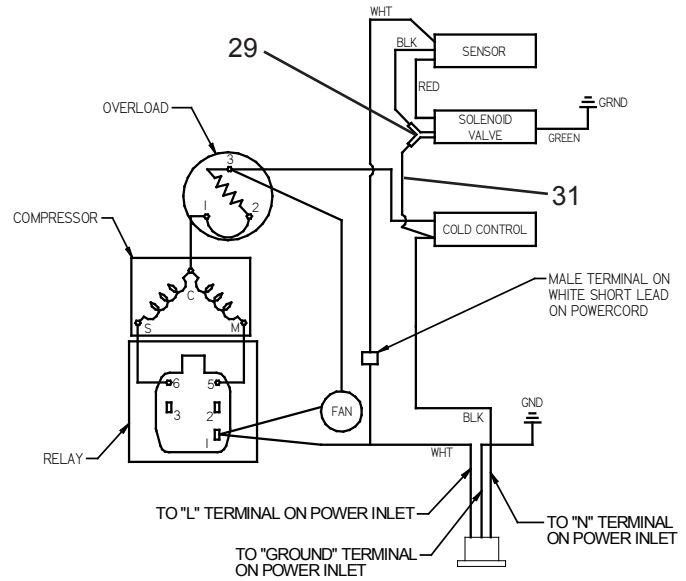 WHT
BLK
SENSOR
29
RED
OVERLOAD
GRND
SOLENOID
VALVE
GREEN
3
1
2
31
COMPRESSOR
COLD CONTROL
C
S
M
MALE TERMINAL ON
WHITE SHORT LEAD
ON POWERCORD
6
5
3
2
1
FAN
GND
BLK
RELAY
WHT
TO "L" TERMINAL ON POWER INLET
TO "N" TERMINAL
ON POWER INLET
TO "GROUND" TERMINAL
ON POWER INLET